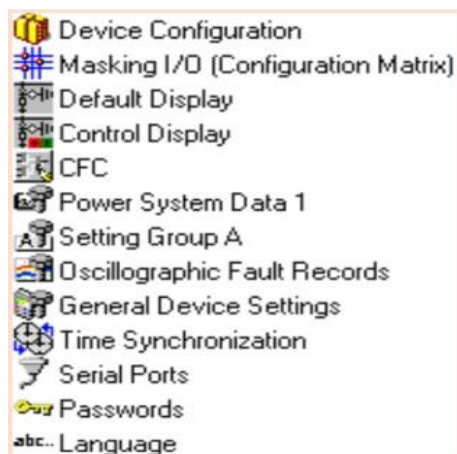 Device Configuration
Masking I/O (Configuration Matrix)
Default Display
Control Display
CFC
Power System Data 1
A Setting Group A
Oscillographic Fault Records
General Device Settings
Time Synchronization
Serial Ports
Passwords
abc.. Language